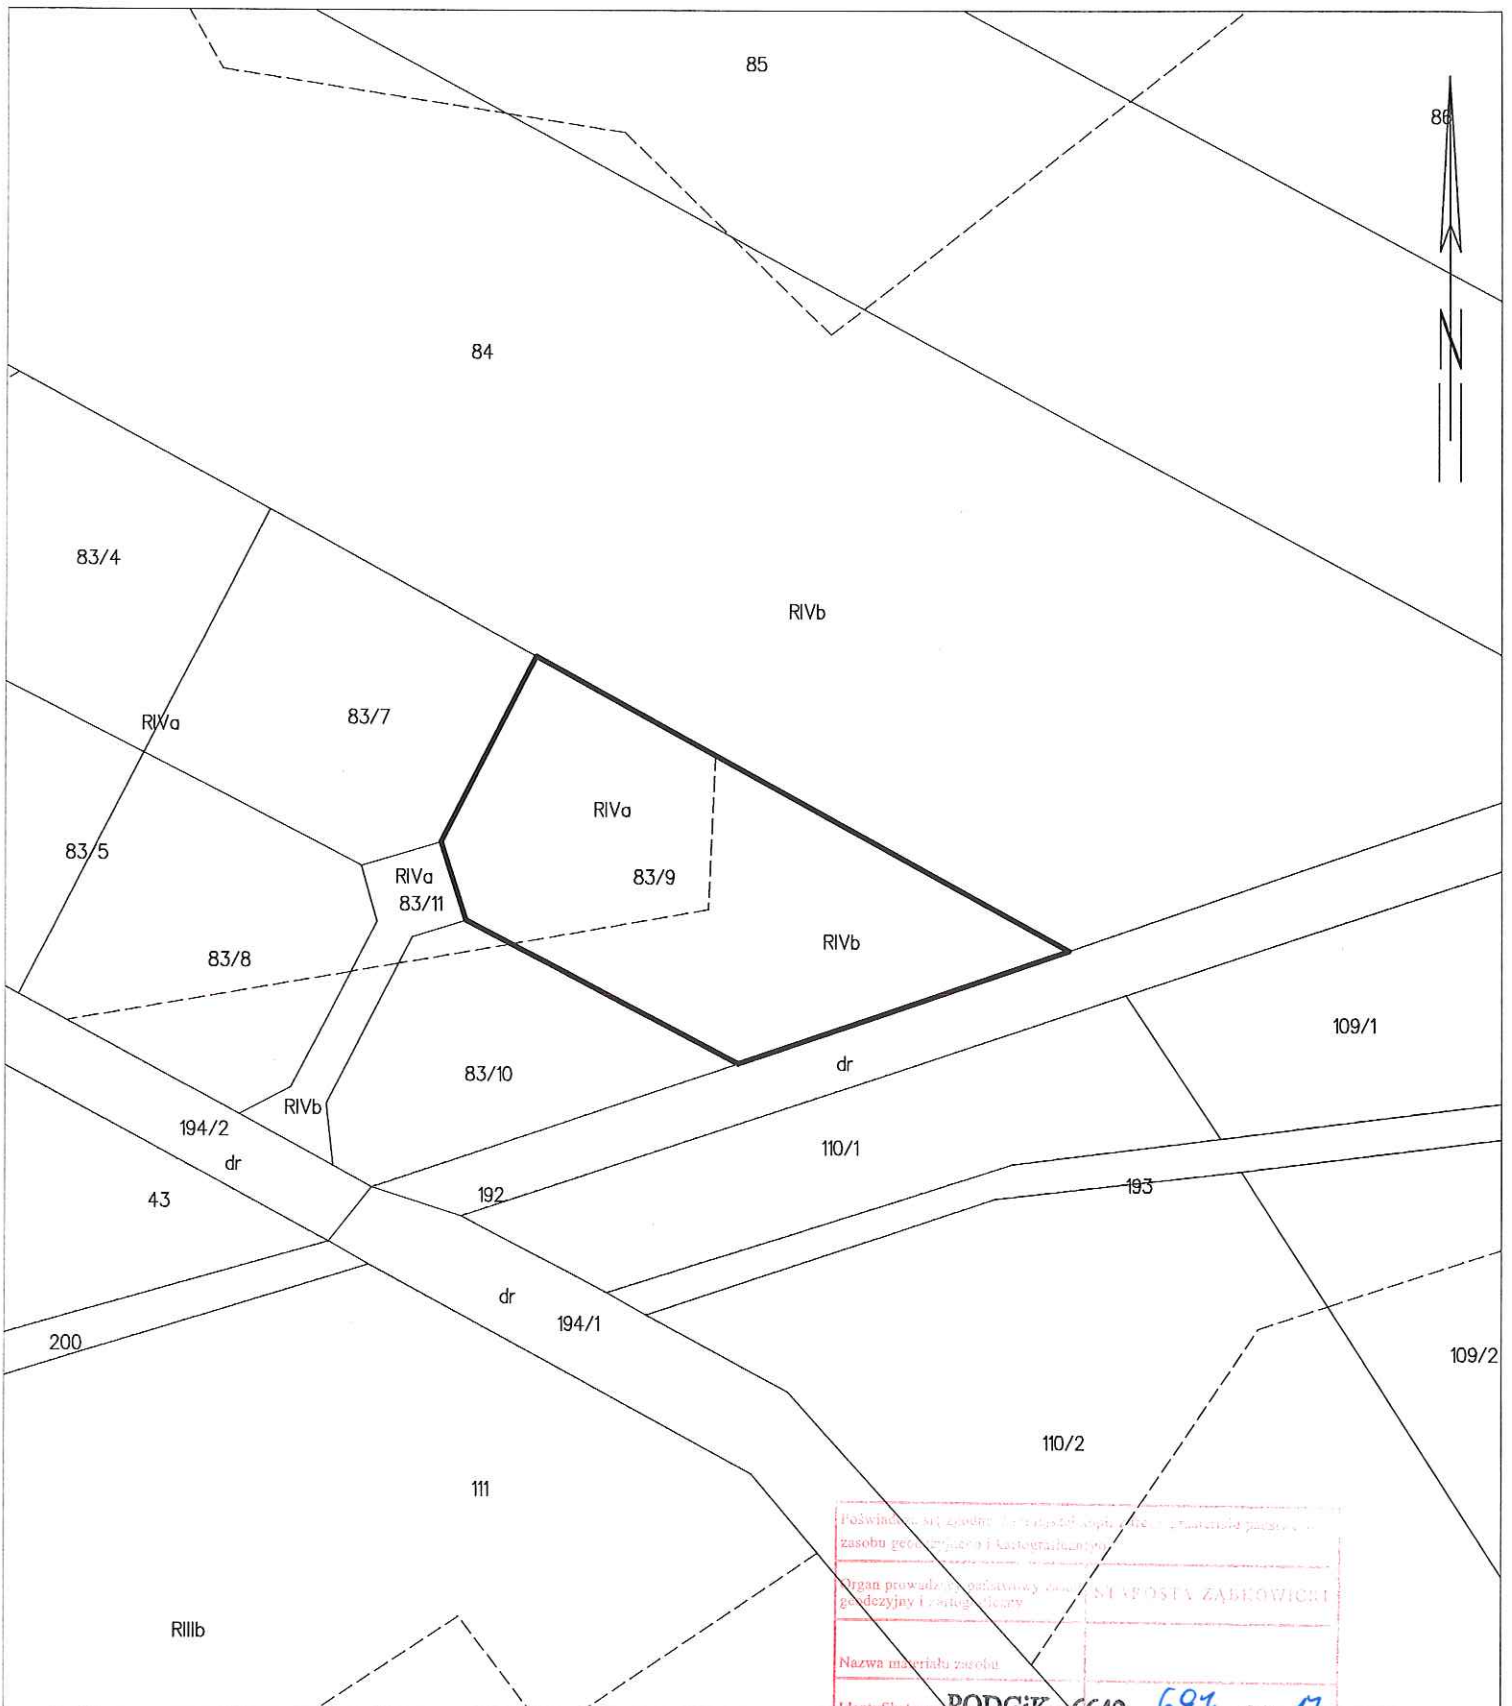 85
86
84
N
83/4
RIVb
RIVa
83/7
RIVa
83/5
RIVa
83/9
83/11
RIVb
83/8
109/1
dr
83/10
RIVb
194/2
110/1
dr
193
43
192
dr
194/1
200
109/2
110/2
111
Poświadcza się
zasobu geodezyjnego i kartograficznego
Organ prowadzący państwowy zasób
geodezyjny i kartograficzny
STAROSTA ZĄBKOWICKI
RIIIb
Nazwa materiału zasobu
PODGiK 6640